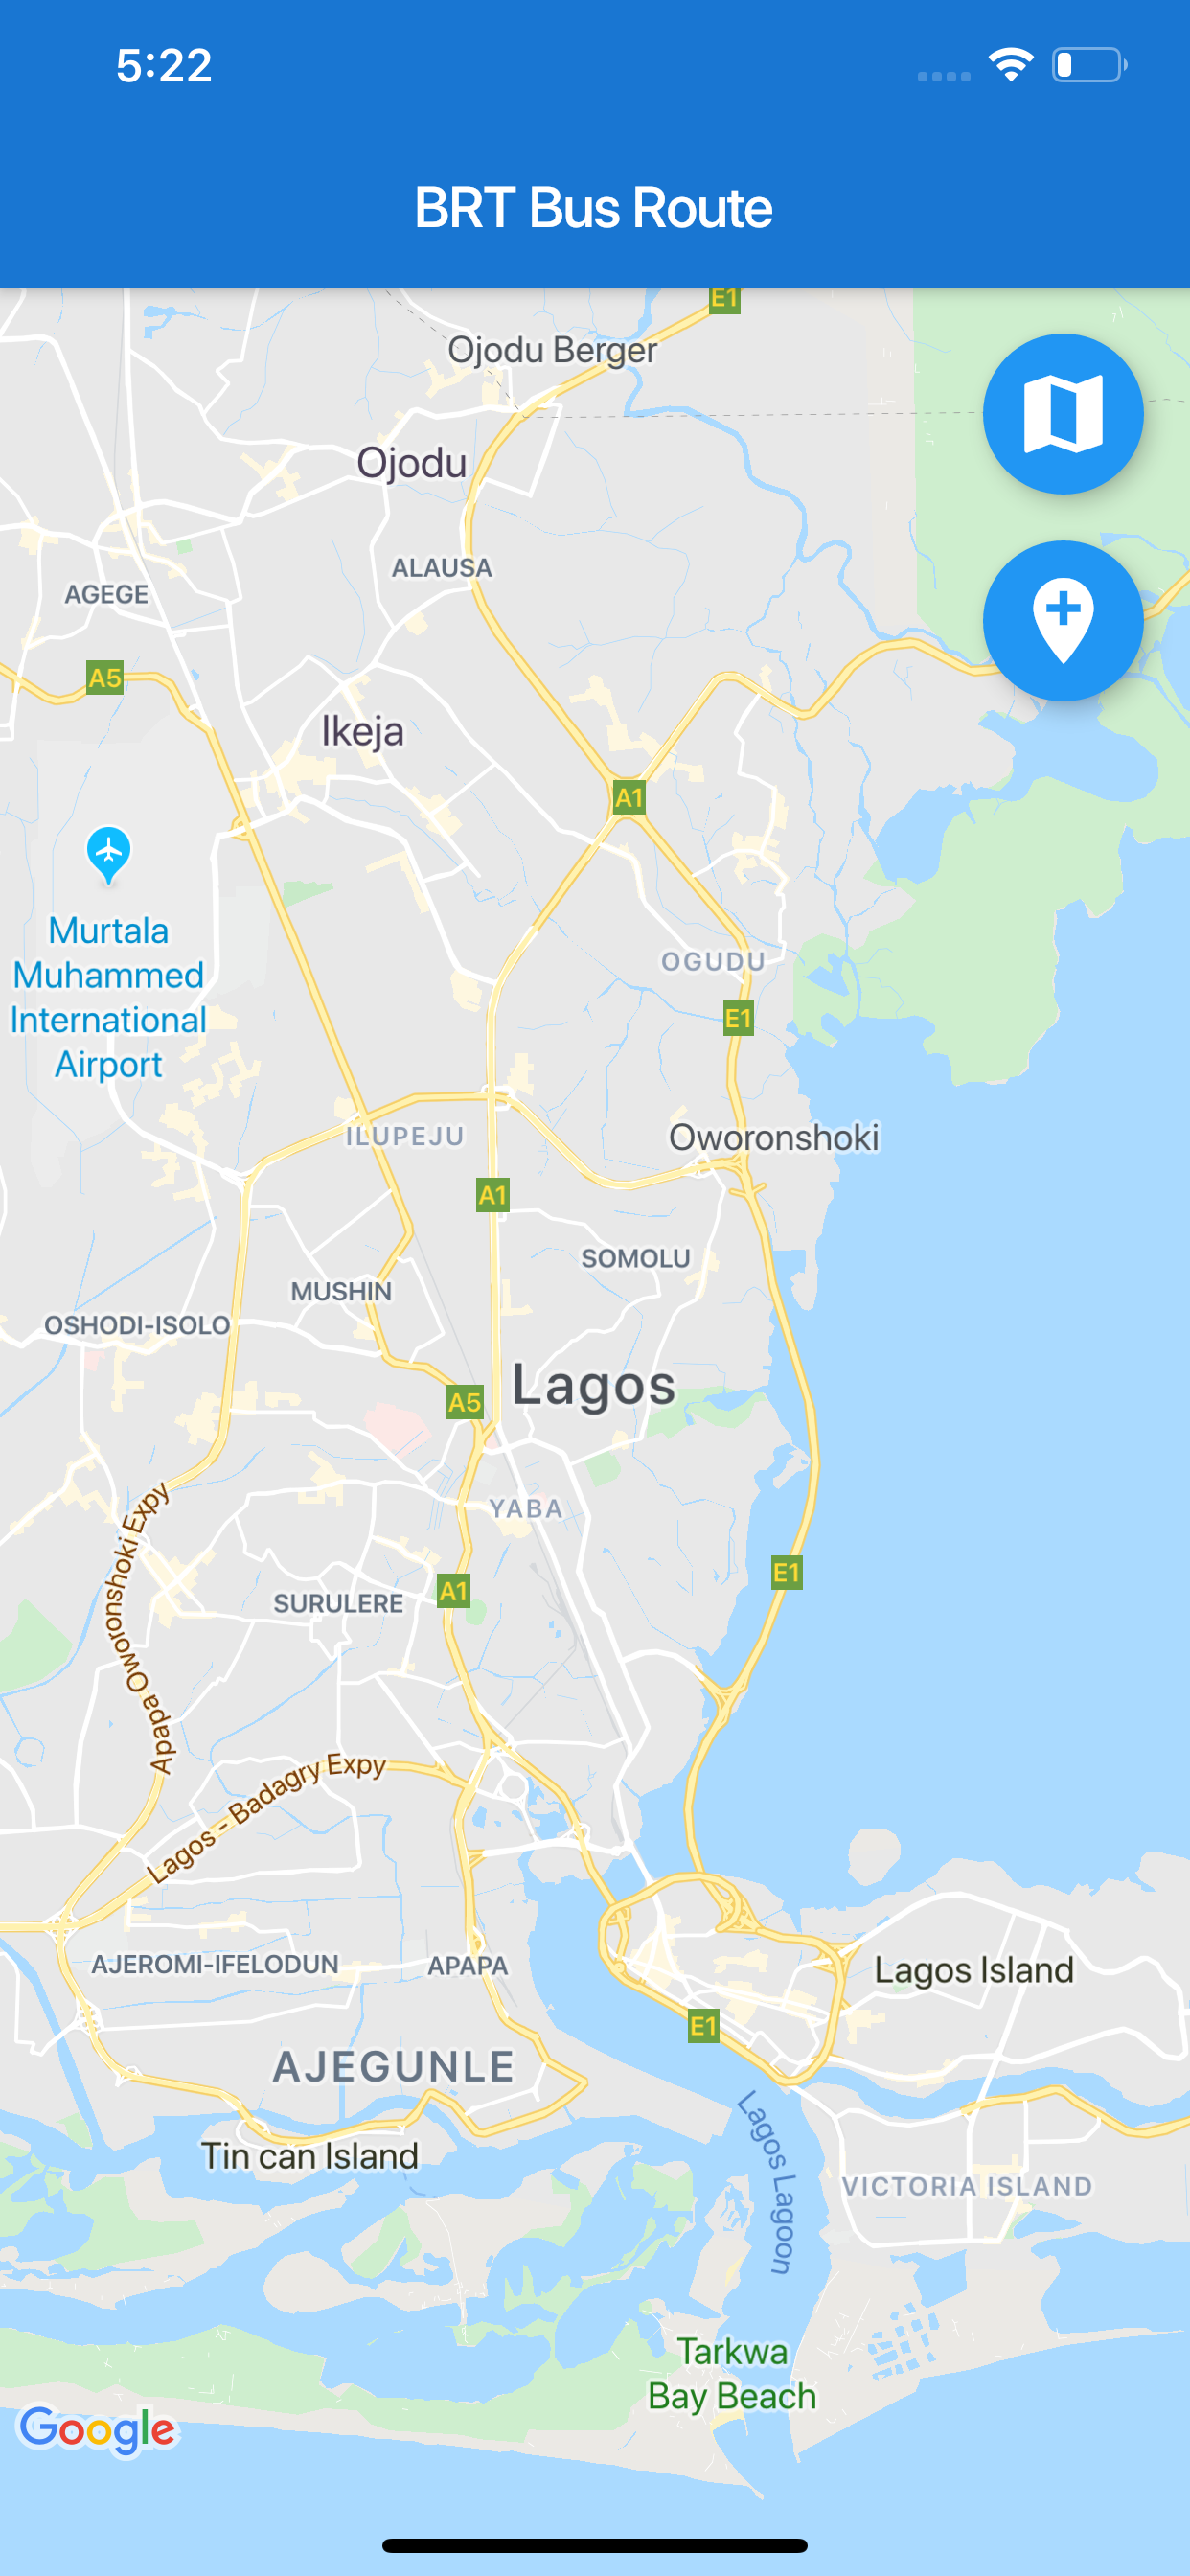 5:22
BRT Bus Route
E1
Ojodu Berger
Ojodu
ALAUSA
AGEGE
A5
Ikeja
A1
Murtala
Muhammed
International
Airport
OGUDU
E1
Oworonshoki
ILUPEJU
A1
SOMOLU
MUSHIN
OSHODI-ISOLO
Lagos
A5
YABA
Apapa Oworonshoki Expy
E1
A1
SURULERE
Lagos - Badagry Expy
AJEROMI-IFELODUN
APAPA
Lagos Island
E1
AJEGUNLE
Tin can Island
Lagos Lagoon
VICTORIA ISLAND
Tarkwa
Bay Beach
Google